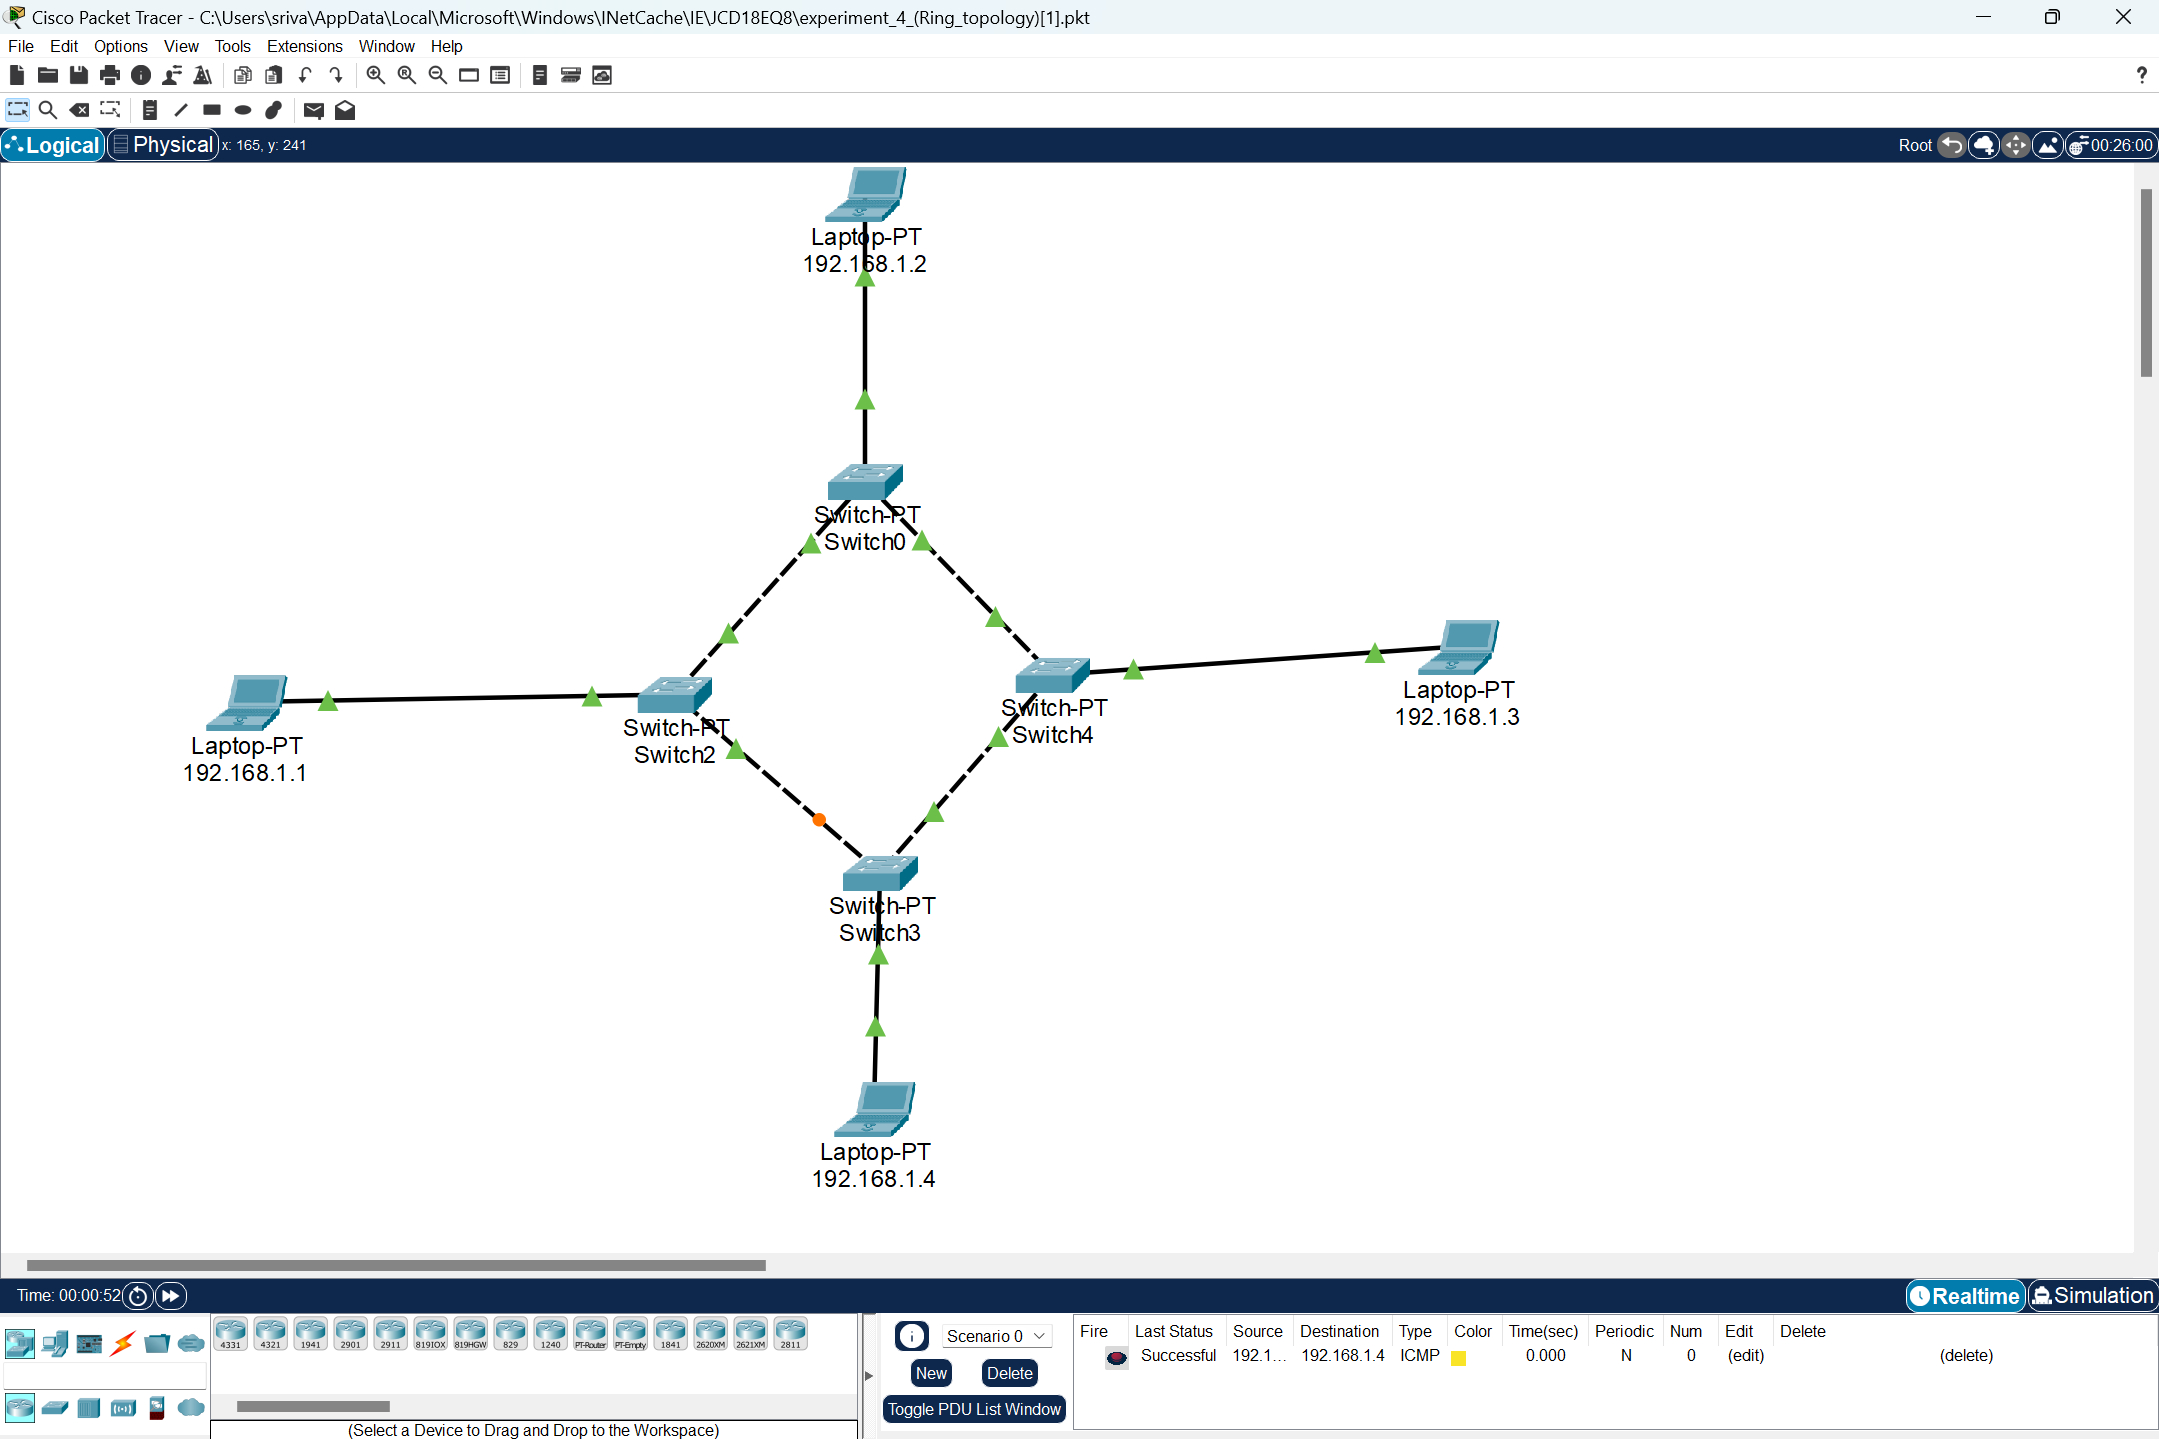 Cisco Packet Tracer - C:\Users\sriva\AppData\Local\Microsoft\Windows\INetCache\IE\JCD18EQ8\experiment_4_(Ring_topology)[1].pkt
File Edit Options View Tools Extensions Window Help
?
Logical Physical x: 165, y: 241 Root 00:26:00
Laptop-PT
192.168.1.2
Switch-PT
Switch0
Laptop-PT
192.168.1.1
Switch-PT
Switch2
Switch-PT
Switch4
Laptop-PT
192.168.1.3
Switch-PT
Switch3
Laptop-PT
192.168.1.4
Time: 00:00:52 Realtime Simulation
4331 4321 1941 2901 2911 819IOX 819HGW 829 1240 PT-Router PT-Empty 1841 2620XM 2621XM 2811
(Select a Device to Drag and Drop to the Workspace)
Scenario 0
New Delete
Toggle PDU List Window
Fire Last Status Source Destination Type Color Time(sec) Periodic Num Edit Delete
Successful 192.1... 192.168.1.4 ICMP 0.000 N 0 (edit) (delete)